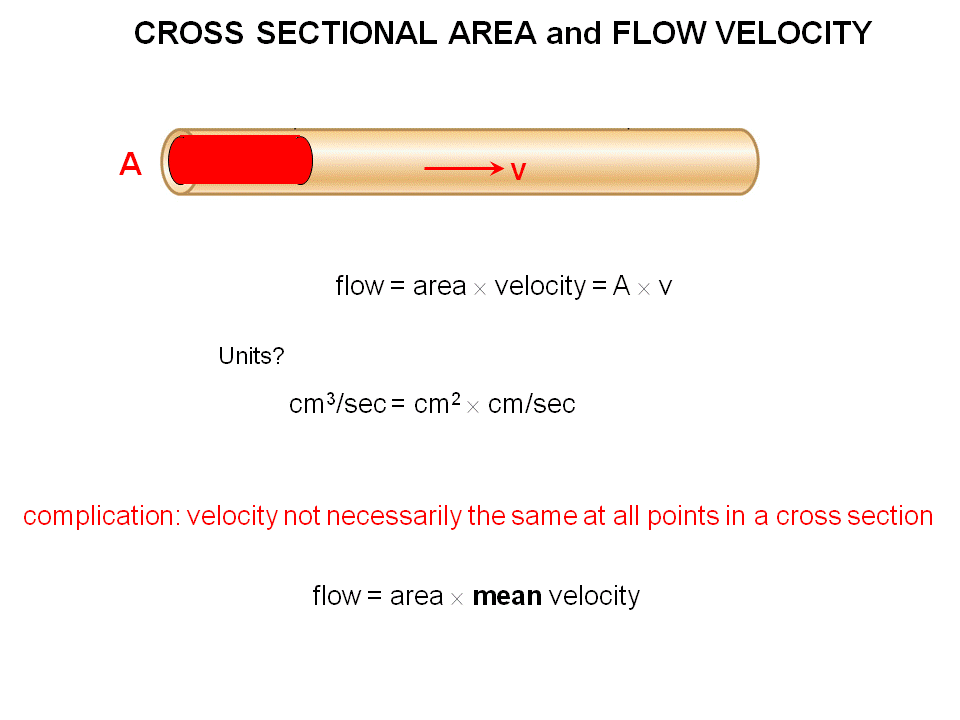 CROSS SECTIONAL AREA and FLOW VELOCITY
A
v
flow = area × velocity = A × v
Units?
cm³/sec = cm² × cm/sec
complication: velocity not necessarily the same at all points in a cross section
flow = area × mean velocity